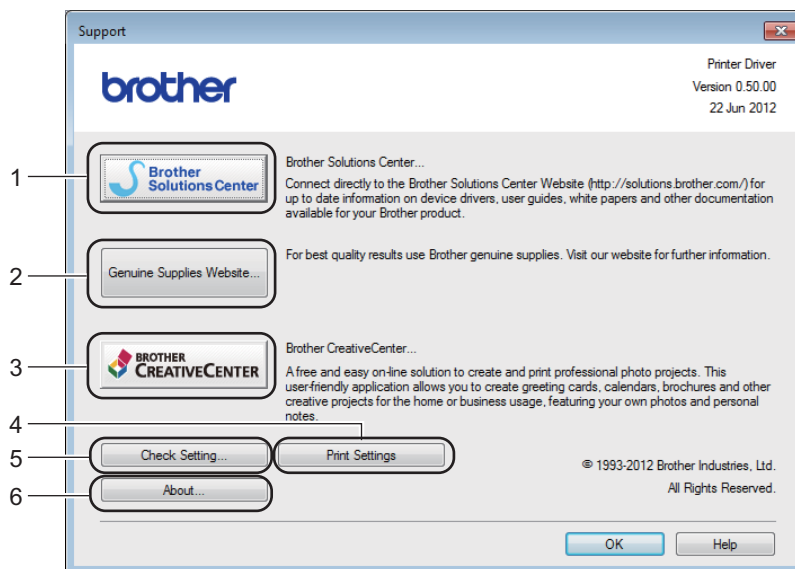 Support
brother
Printer Driver
Version 0.50.00
22 Jun 2012
1
Brother
Solutions Center
Brother Solutions Center...
Connect directly to the Brother Solutions Center Website (http://solutions.brother.com/) for
up to date information on device drivers, user guides, white papers and other documentation
available for your Brother product.
2
Genuine Supplies Website...
For best quality results use Brother genuine supplies. Visit our website for further information.
3
BROTHER
CREATIVECENTER
Brother CreativeCenter...
A free and easy on-line solution to create and print professional photo projects. This
user-friendly application allows you to create greeting cards, calendars, brochures and other
creative projects for the home or business usage, featuring your own photos and personal
notes.
4
5
Check Setting...
Print Settings
© 1993-2012 Brother Industries, Ltd.
6
About...
All Rights Reserved.
OK
Help